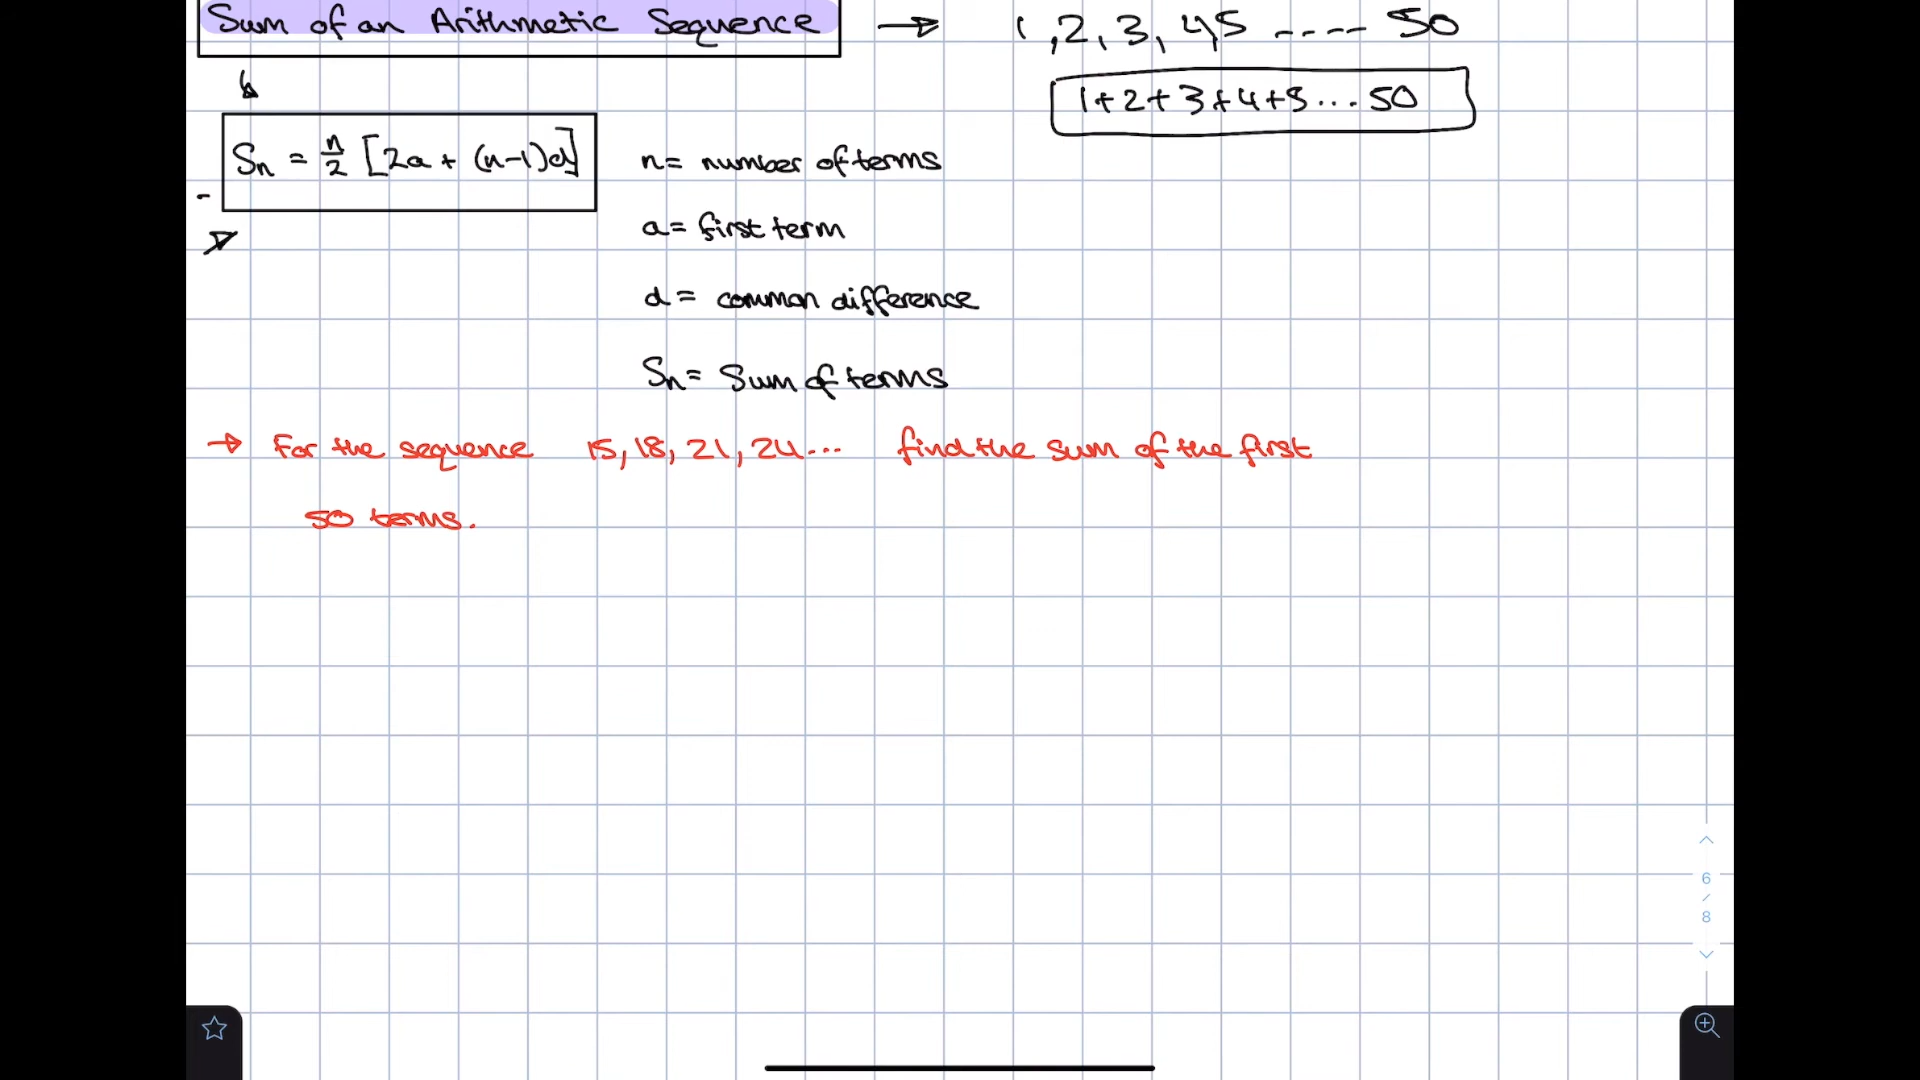 Sum of an Arithmetic Sequence → 1, 2, 3, 4, 5 ----- 50
1+2+3+4+5... 50
Sn = n/2 [2a + (n-1)d] n = number of terms
a = first term
d = common difference
Sn = Sum of terms
→ For the sequence 15, 18, 21, 24... find the sum of the first
50 terms.
6
/
8